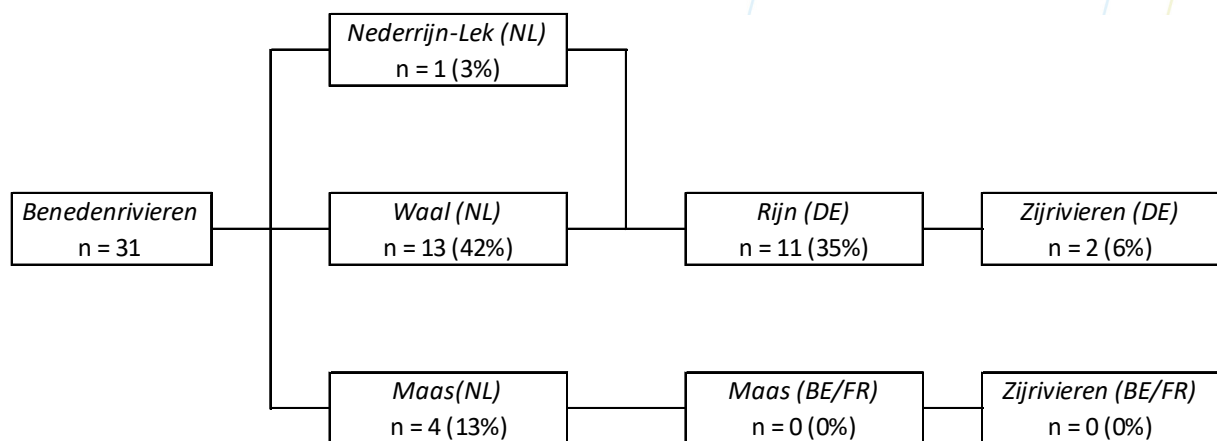 Nederrijn-Lek (NL)
n = 1 (3%)
Benedenrivieren
n = 31
Waal (NL)
n = 13 (42%)
Rijn (DE)
n = 11 (35%)
Zijrivieren (DE)
n = 2 (6%)
Maas(NL)
n = 4 (13%)
Maas (BE/FR)
n = 0 (0%)
Zijrivieren (BE/FR)
n = 0 (0%)